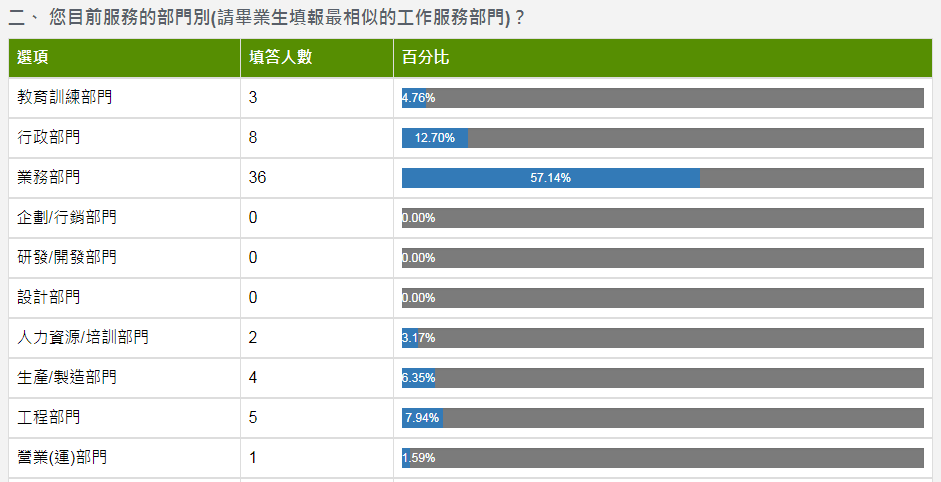 二、 您目前服務的部門別(請畢業生填報最相似的工作服務部門)？
選項 填答人數 百分比
教育訓練部門 3 4.76%
行政部門 8 12.70%
業務部門 36 57.14%
企劃/行銷部門 0 0.00%
研發/開發部門 0 0.00%
設計部門 0 0.00%
人力資源/培訓部門 2 3.17%
生產/製造部門 4 6.35%
工程部門 5 7.94%
營業(運)部門 1 1.59%